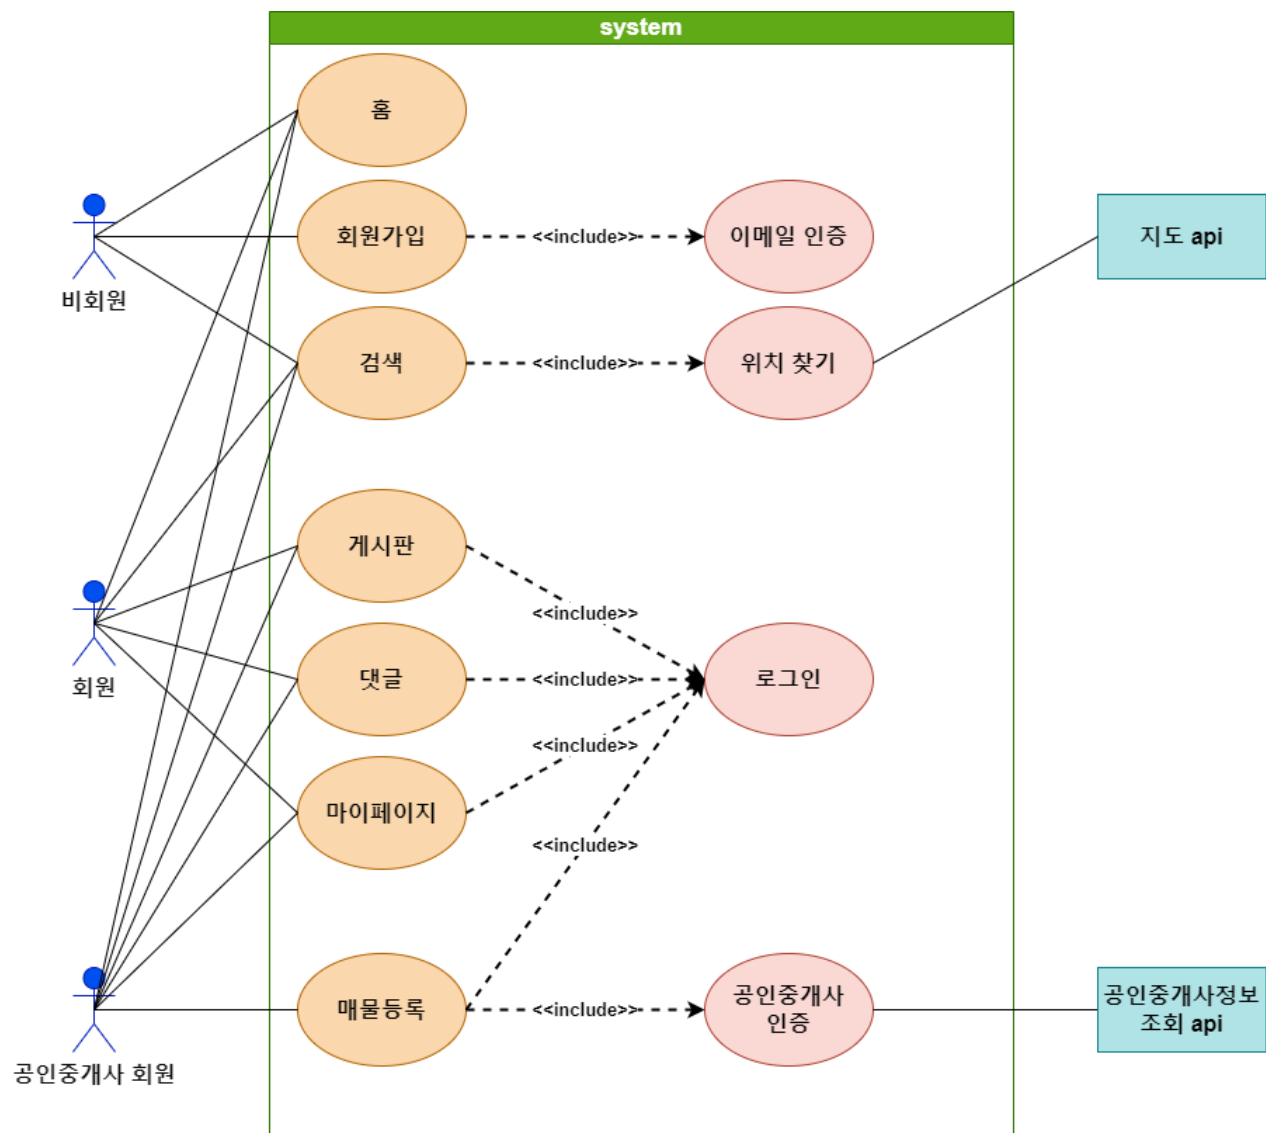 system
홈
회원가입
<<include>>
이메일 인증
지도 api
비회원
검색
<<include>>
위치 찾기
게시판
<<include>>
회원
댓글
<<include>>
로그인
<<include>>
마이페이지
<<include>>
매물등록
<<include>>
공인중개사
인증
공인중개사정보
조회 api
공인중개사 회원